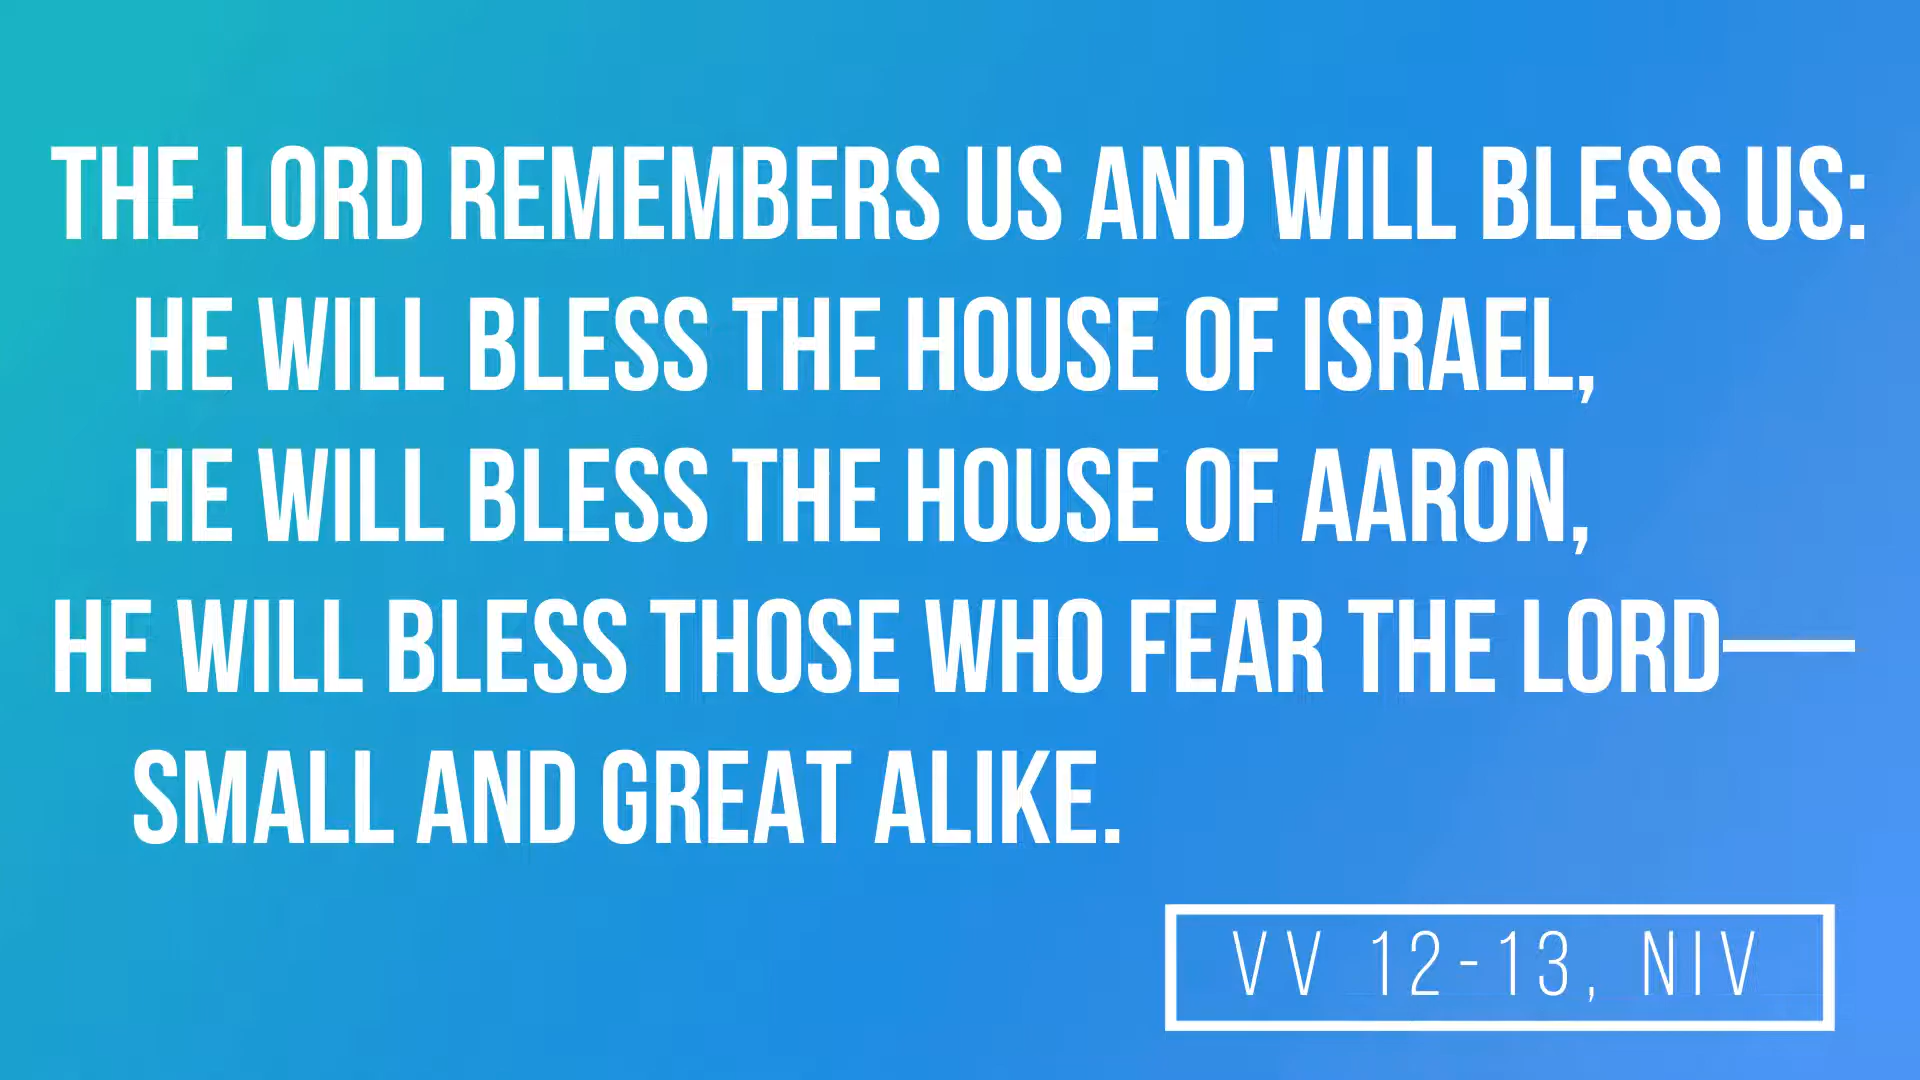 THE LORD REMEMBERS US AND WILL BLESS US:
HE WILL BLESS THE HOUSE OF ISRAEL,
HE WILL BLESS THE HOUSE OF AARON,
HE WILL BLESS THOSE WHO FEAR THE LORD—
SMALL AND GREAT ALIKE.
VV 12-13, NIV